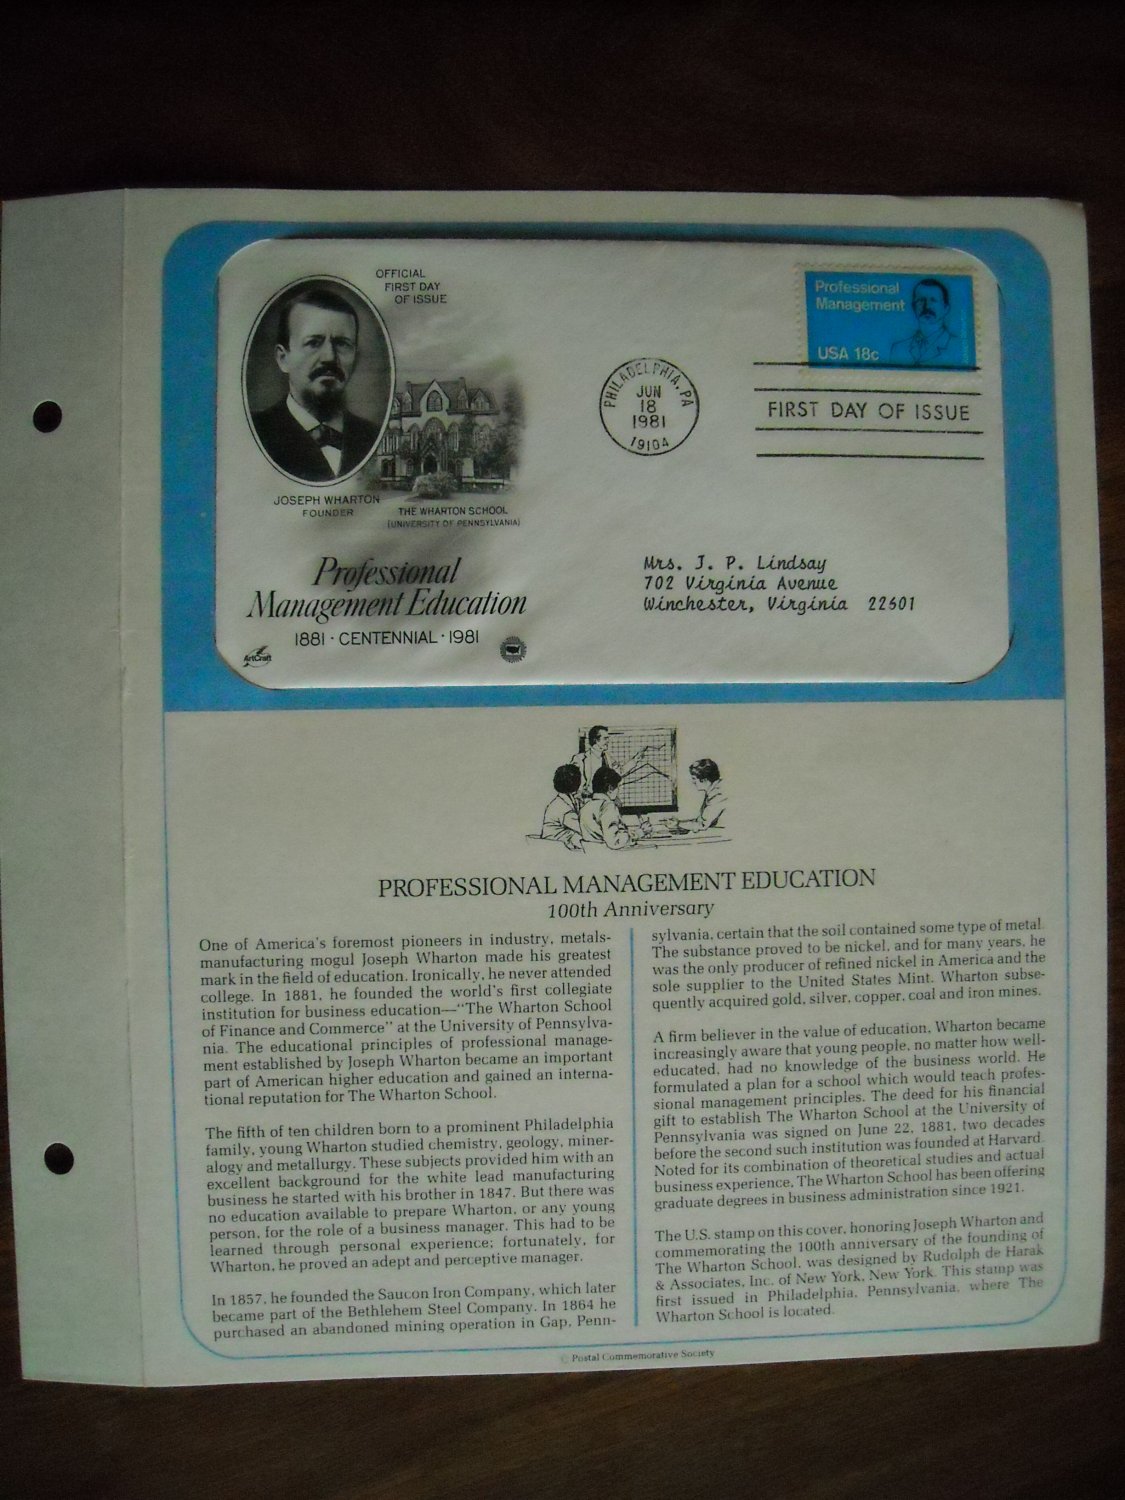 OFFICIAL
FIRST DAY
OF ISSUE
JOSEPH WHARTON
FOUNDER
THE WHARTON SCHOOL
(UNIVERSITY OF PENNSYLVANIA)
Professional
Management Education
1881 · CENTENNIAL · 1981
ArtCraft
Professional
Management
USA 18c
PHILADELPHIA, PA
JUN
18
1981
19104
FIRST DAY OF ISSUE
Mrs. J. P. Lindsay
702 Virginia Avenue
Winchester, Virginia 22601
PROFESSIONAL MANAGEMENT EDUCATION
100th Anniversary
One of America's foremost pioneers in industry, metals-
manufacturing mogul Joseph Wharton made his greatest
mark in the field of education. Ironically, he never attended
college. In 1881, he founded the world's first collegiate
institution for business education—"The Wharton School
of Finance and Commerce" at the University of Pennsylva-
nia. The educational principles of professional manage-
ment established by Joseph Wharton became an important
part of American higher education and gained an interna-
tional reputation for The Wharton School.
The fifth of ten children born to a prominent Philadelphia
family, young Wharton studied chemistry, geology, miner-
alogy and metallurgy. These subjects provided him with an
excellent background for the white lead manufacturing
business he started with his brother in 1847. But there was
no education available to prepare Wharton, or any young
person, for the role of a business manager. This had to be
learned through personal experience; fortunately, for
Wharton, he proved an adept and perceptive manager.
In 1857, he founded the Saucon Iron Company, which later
became part of the Bethlehem Steel Company. In 1864 he
purchased an abandoned mining operation in Gap, Penn-
sylvania, certain that the soil contained some type of metal.
The substance proved to be nickel, and for many years, he
was the only producer of refined nickel in America and the
sole supplier to the United States Mint. Wharton subse-
quently acquired gold, silver, copper, coal and iron mines.
A firm believer in the value of education, Wharton became
increasingly aware that young people, no matter how well-
educated, had no knowledge of the business world. He
formulated a plan for a school which would teach profes-
sional management principles. The deed for his financial
gift to establish The Wharton School at the University of
Pennsylvania was signed on June 22, 1881, two decades
before the second such institution was founded at Harvard.
Noted for its combination of theoretical studies and actual
business experience, The Wharton School has been offering
graduate degrees in business administration since 1921.
The U.S. stamp on this cover, honoring Joseph Wharton and
commemorating the 100th anniversary of the founding of
The Wharton School, was designed by Rudolph de Harak
& Associates, Inc. of New York, New York. This stamp was
first issued in Philadelphia, Pennsylvania, where The
Wharton School is located.
© Postal Commemorative Society